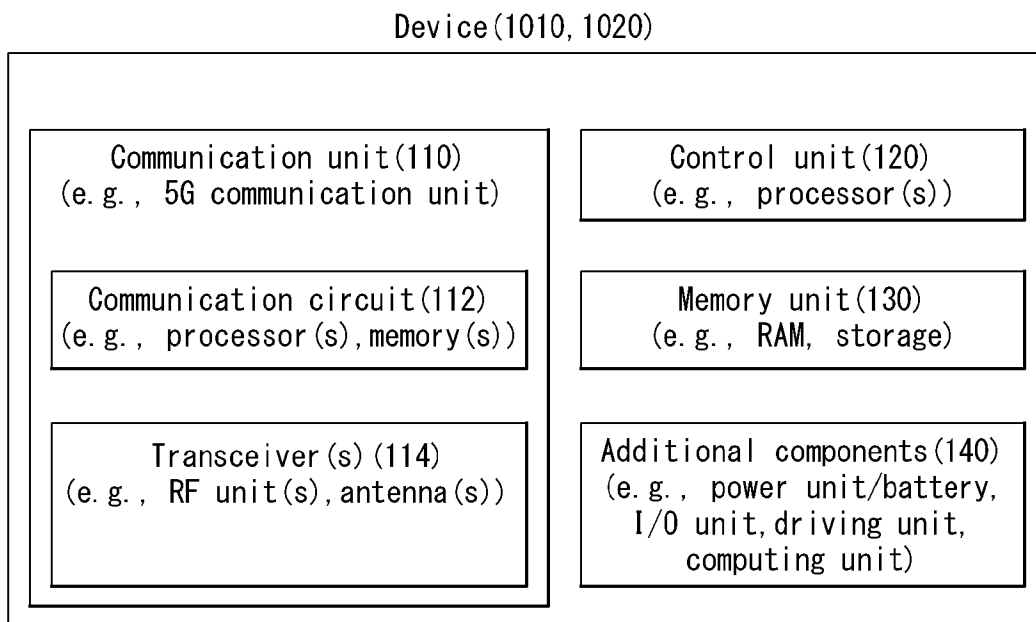 Device(1010,1020)
Communication unit(110)
(e.g., 5G communication unit)
Communication circuit(112)
(e.g., processor(s),memory(s))
Transceiver(s)(114)
(e.g., RF unit(s),antenna(s))
Control unit(120)
(e.g., processor(s))
Memory unit(130)
(e.g., RAM, storage)
Additional components(140)
(e.g., power unit/battery,
I/O unit,driving unit,
computing unit)